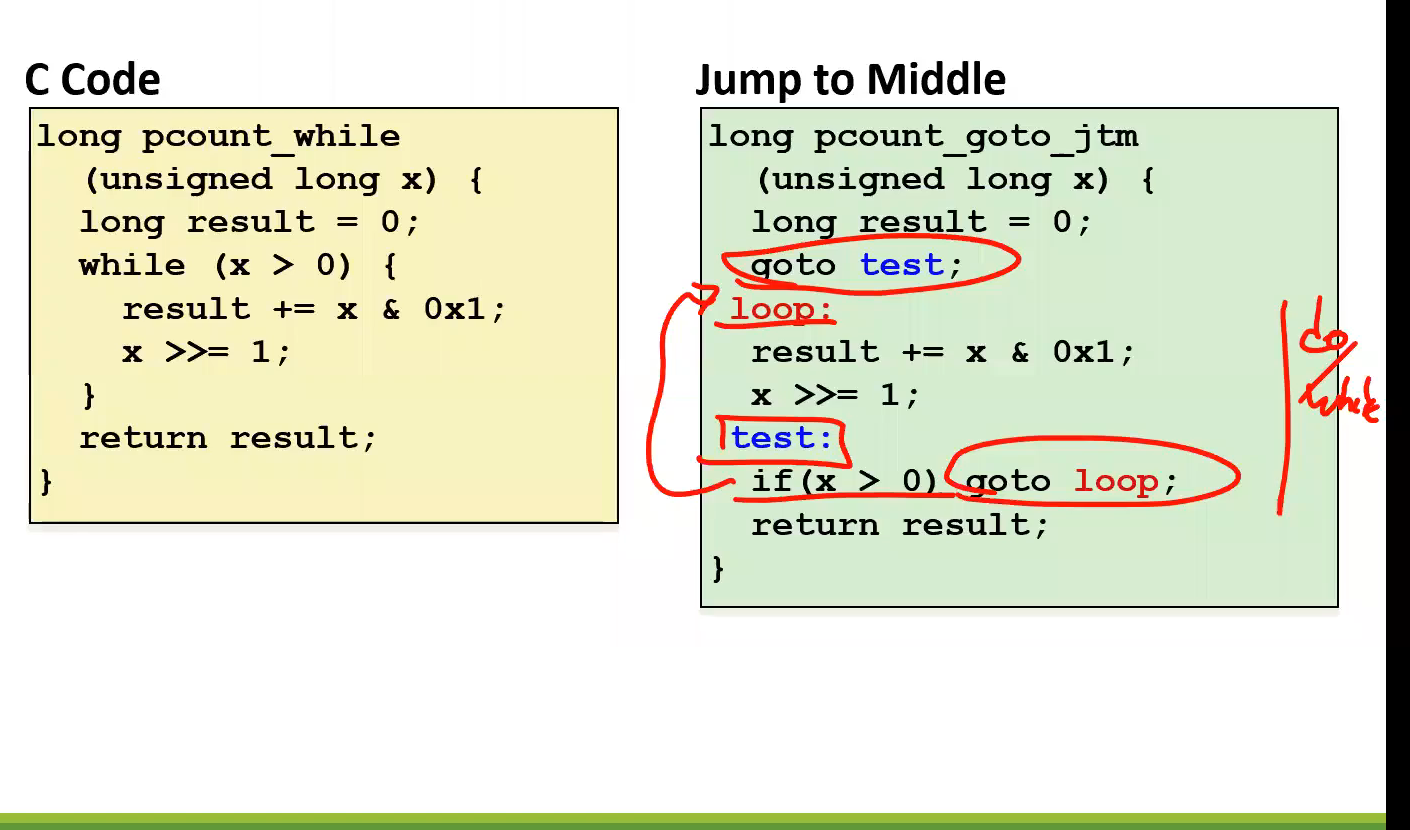 C Code
long pcount_while
(unsigned long x) {
long result = 0;
while (x > 0) {
result += x & 0x1;
x >>= 1;
}
return result;
}
Jump to Middle
long pcount_goto_jtm
(unsigned long x) {
long result = 0;
goto test;
loop:
result += x & 0x1;
x >>= 1;
test:
if(x > 0) goto loop;
return result;
}
do/
while